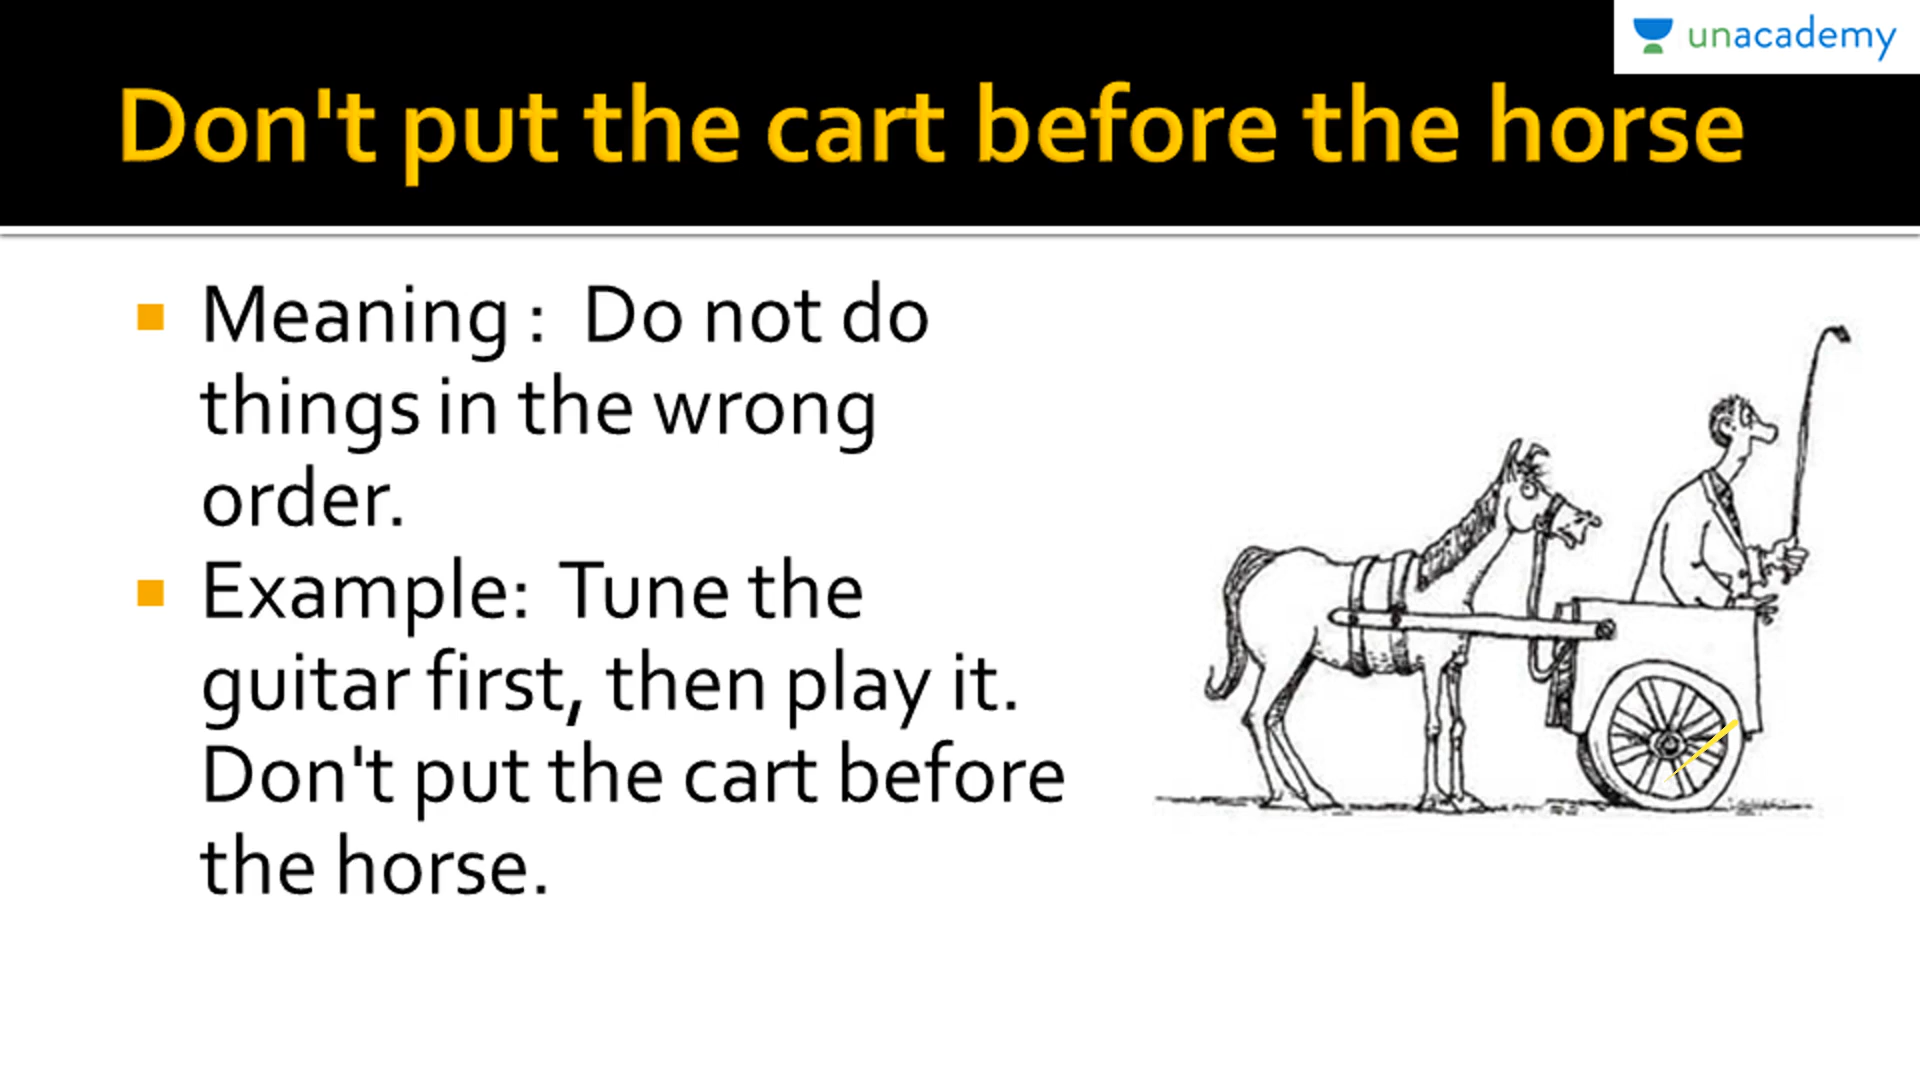 unacademy
Don't put the cart before the horse
Meaning : Do not do
things in the wrong
order.
Example: Tune the
guitar first, then play it.
Don't put the cart before
the horse.